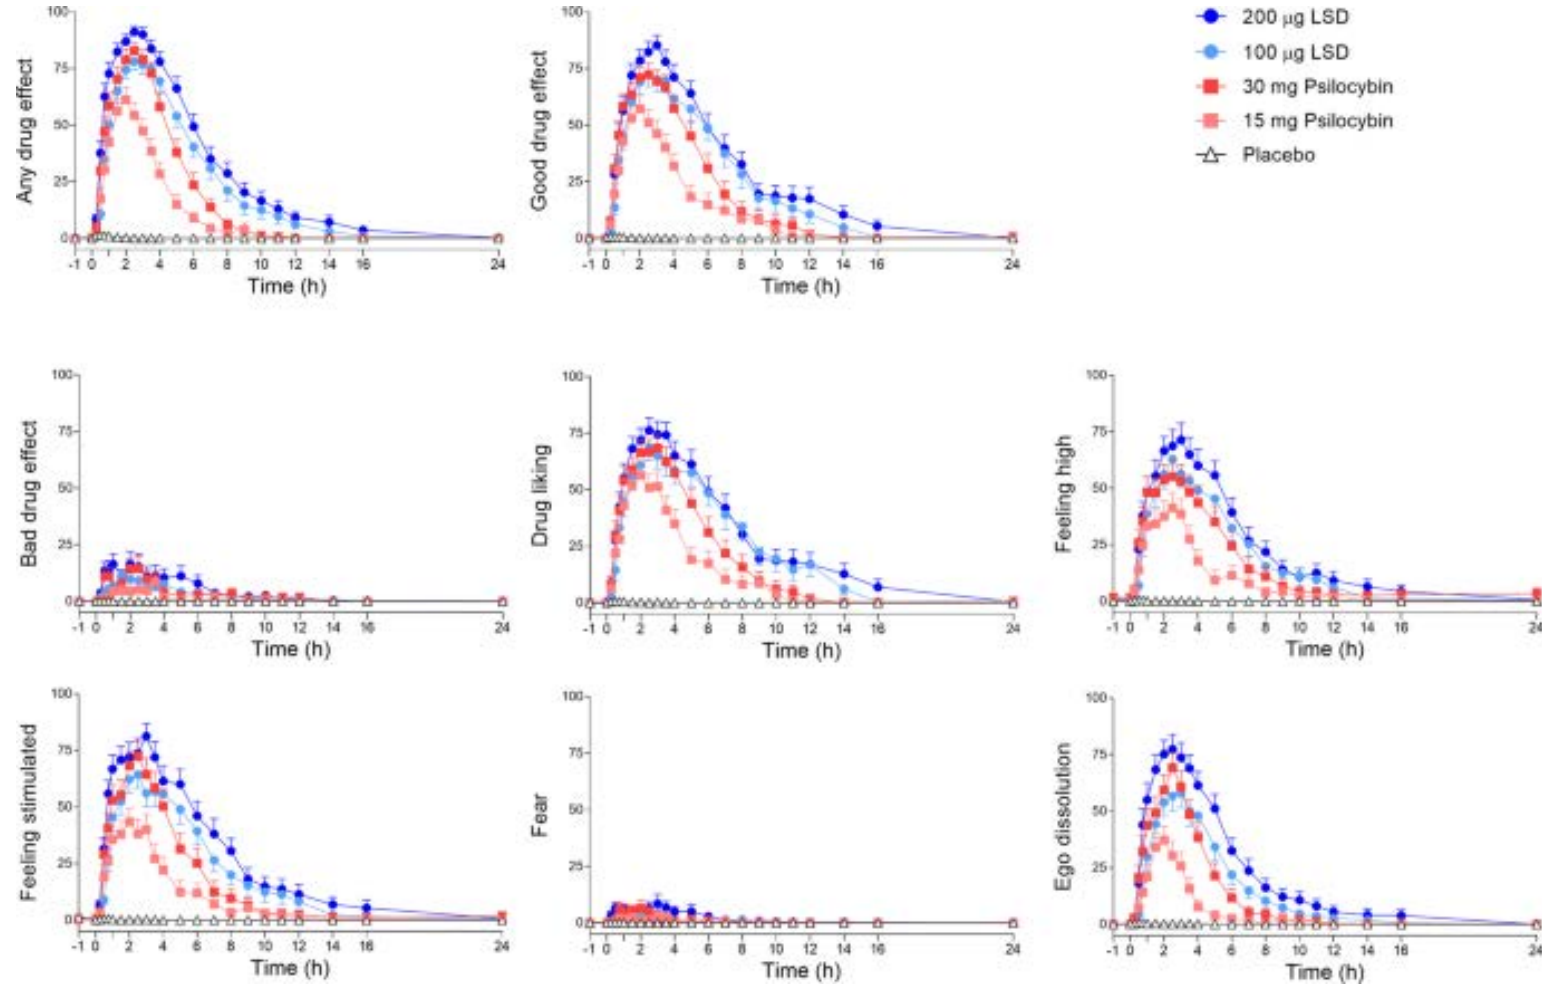 200 μg LSD
100 μg LSD
30 mg Psilocybin
15 mg Psilocybin
Placebo
Any drug effect
100
75
50
25
0
-1 0 2 4 6 8 10 12 14 16 24
Time (h)
Good drug effect
100
75
50
25
0
-1 0 2 4 6 8 10 12 14 16 24
Time (h)
Bad drug effect
100
75
50
25
0
-1 0 2 4 6 8 10 12 14 16 24
Time (h)
Drug liking
100
75
50
25
0
-1 0 2 4 6 8 10 12 14 16 24
Time (h)
Feeling high
100
75
50
25
0
-1 0 2 4 6 8 10 12 14 16 24
Time (h)
Feeling stimulated
100
75
50
25
0
-1 0 2 4 6 8 10 12 14 16 24
Time (h)
Fear
100
75
50
25
0
-1 0 2 4 6 8 10 12 14 16 24
Time (h)
Ego dissolution
100
75
50
25
0
-1 0 2 4 6 8 10 12 14 16 24
Time (h)